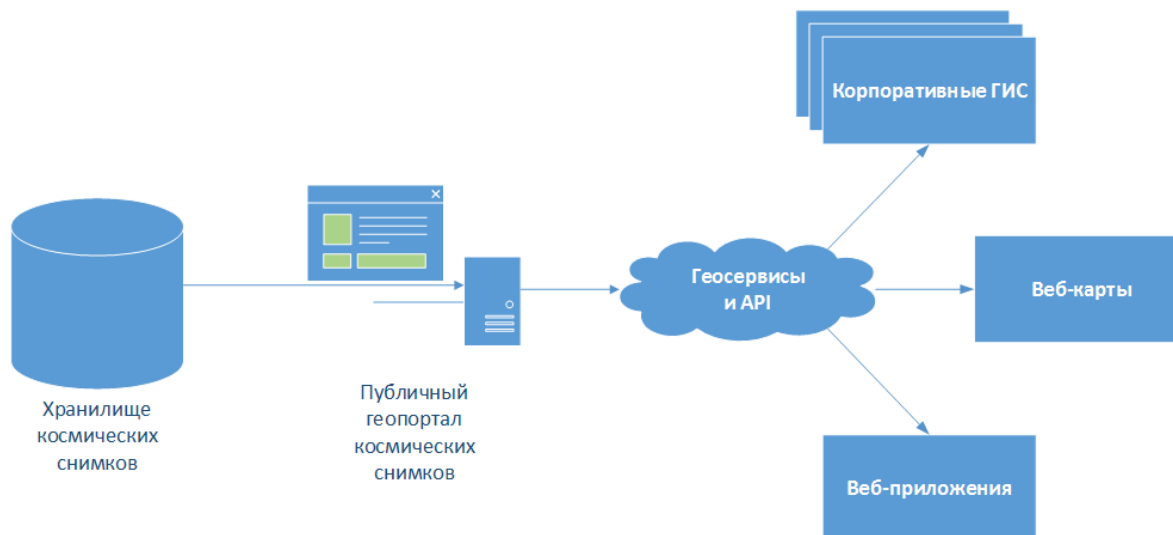 Корпоративные ГИС
Геосервисы
и API
Веб-карты
Хранилище
космических
снимков
Публичный
геопортал
космических
снимков
Веб-приложения